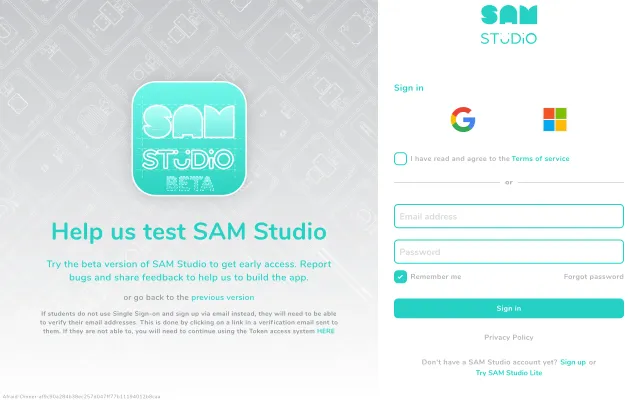 SAM
STUDIO
BETA
Help us test SAM Studio
Try the beta version of SAM Studio to get early access. Report
bugs and share feedback to help us to build the app.
or go back to the previous version
If students do not use Single Sign-on and sign up via email instead, they will need to be able
to verify their email addresses. This is done by clicking on a link in a verification email sent to
them. If they are not able to, you will need to continue using the Token access system HERE
SAM
STUDIO
Sign in
I have read and agree to the Terms of service
or
Email address
Password
Remember me
Forgot password
Sign in
Privacy Policy
Don't have a SAM Studio account yet? Sign up or
Try SAM Studio Lite